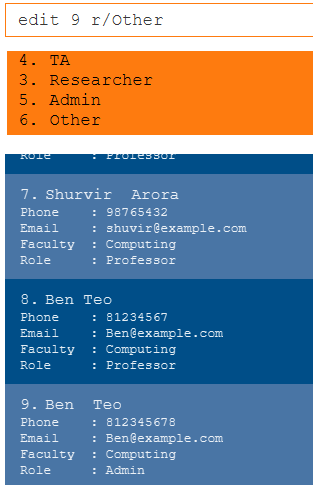 edit 9 r/Other
4. TA
3. Researcher
5. Admin
6. Other
Role : Professor
7. Shurvir  Arora
Phone : 98765432
Email : shuvir@example.com
Faculty : Computing
Role : Professor
8. Ben Teo
Phone : 81234567
Email : Ben@example.com
Faculty : Computing
Role : Professor
9. Ben  Teo
Phone : 812345678
Email : Ben@example.com
Faculty : Computing
Role : Admin